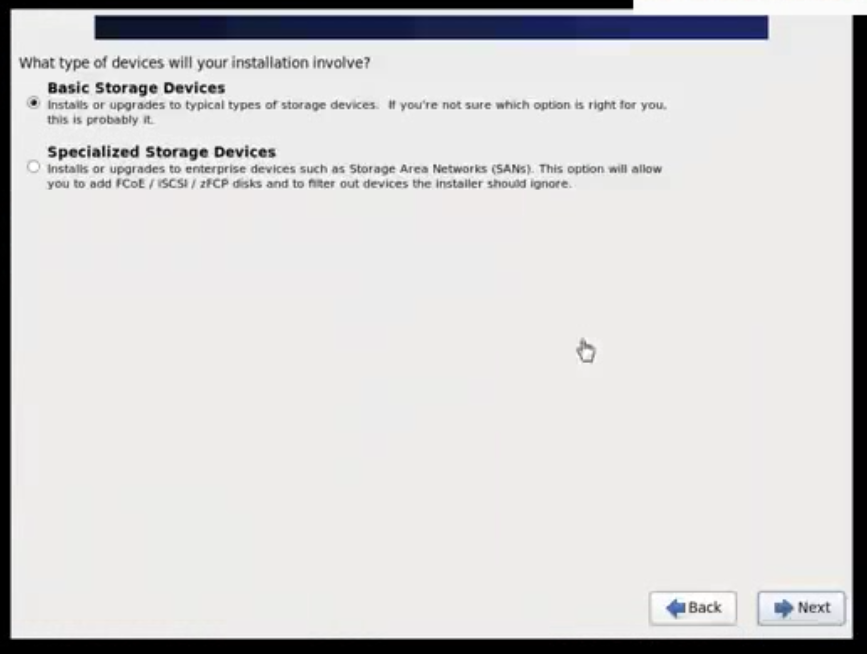 What type of devices will your installation involve?
Basic Storage Devices
Installs or upgrades to typical types of storage devices.  If you're not sure which option is right for you,
this is probably it.
Specialized Storage Devices
Installs or upgrades to enterprise devices such as Storage Area Networks (SANs). This option will allow
you to add FCoE / iSCSI / zFCP disks and to filter out devices the installer should ignore.
Back
Next